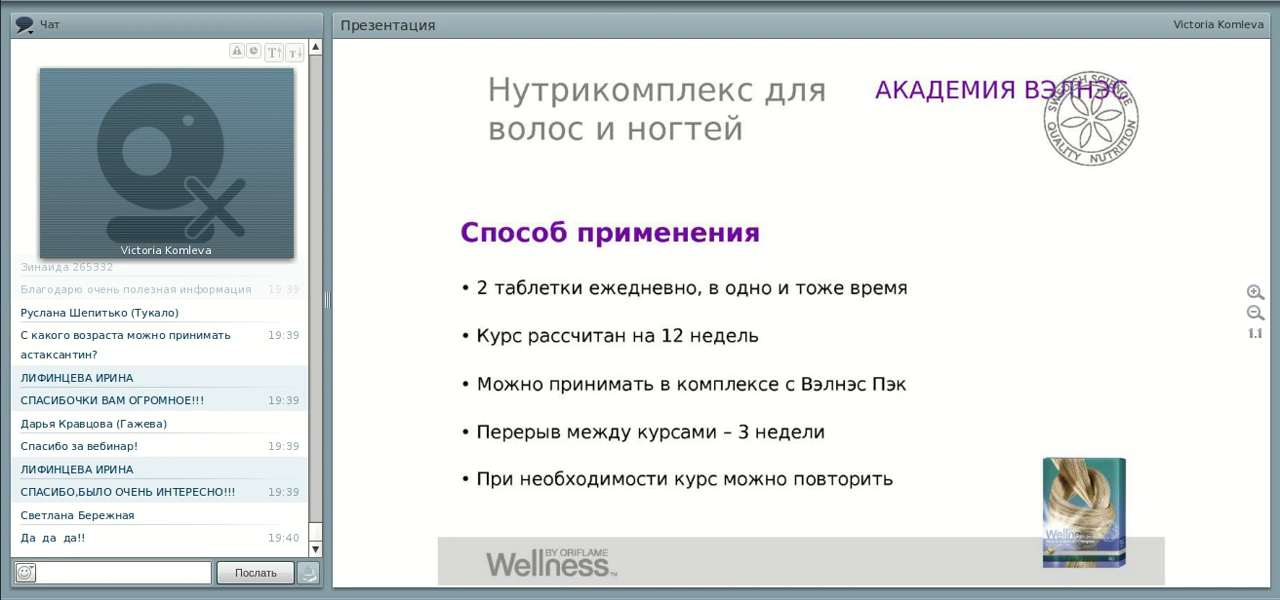 Чат
Victoria Komleva
Зинаида 265332
Благодарю очень полезная информация 19:39
Руслана Шепитько (Тукало)
С какого возраста можно принимать 19:39
астаксантин?
ЛИФИНЦЕВА ИРИНА
СПАСИБОЧКИ ВАМ ОГРОМНОЕ!!! 19:39
Дарья Кравцова (Гажева)
Спасибо за вебинар! 19:39
ЛИФИНЦЕВА ИРИНА
СПАСИБО,БЫЛО ОЧЕНЬ ИНТЕРЕСНО!!! 19:39
Светлана Бережная
Да да да!! 19:40
Послать
Презентация
Victoria Komleva
Нутрикомплекс для
волос и ногтей
АКАДЕМИЯ ВЭЛНЭС
SWEDISH SCIENCE
QUALITY NUTRITION
Способ применения
• 2 таблетки ежедневно, в одно и тоже время
• Курс рассчитан на 12 недель
• Можно принимать в комплексе с Вэлнэс Пэк
• Перерыв между курсами – 3 недели
• При необходимости курс можно повторить
BY ORIFLAME
Wellness™
1.1